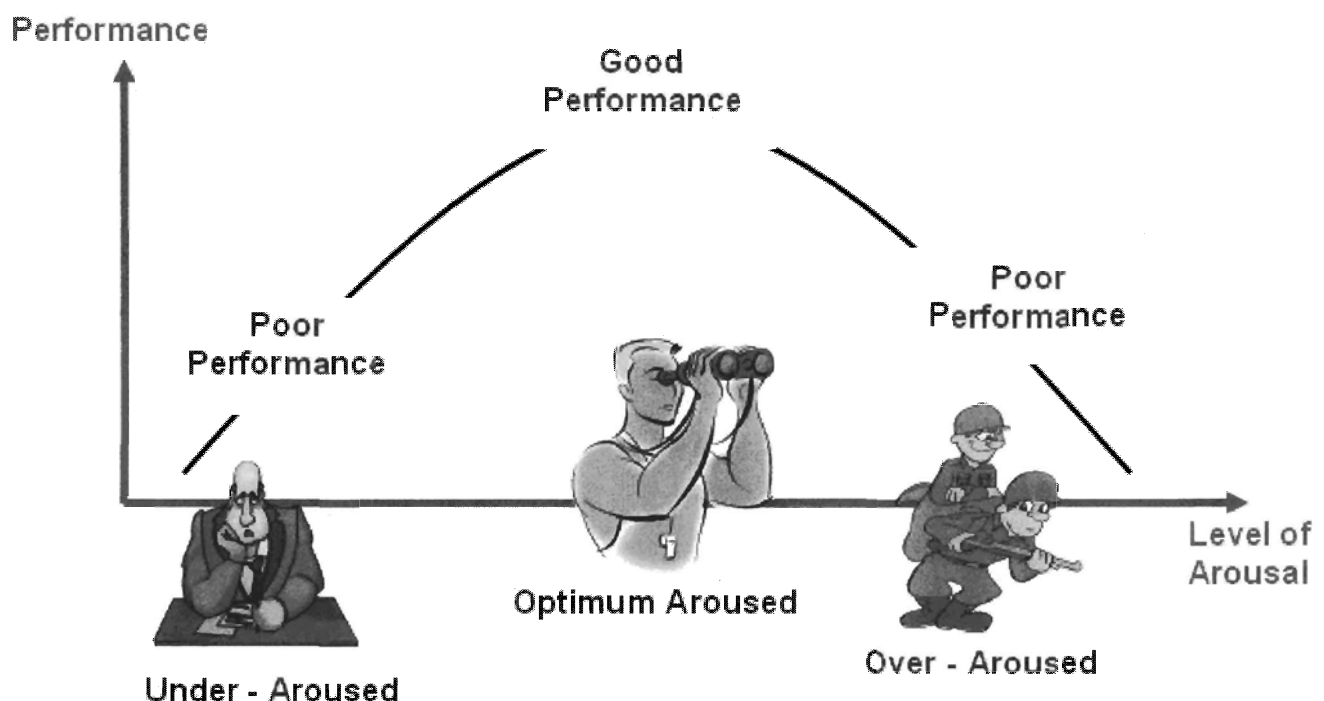 Performance
Good
Performance
Poor
Performance
Poor
Performance
Level of
Arousal
Optimum Aroused
Over - Aroused
Under - Aroused